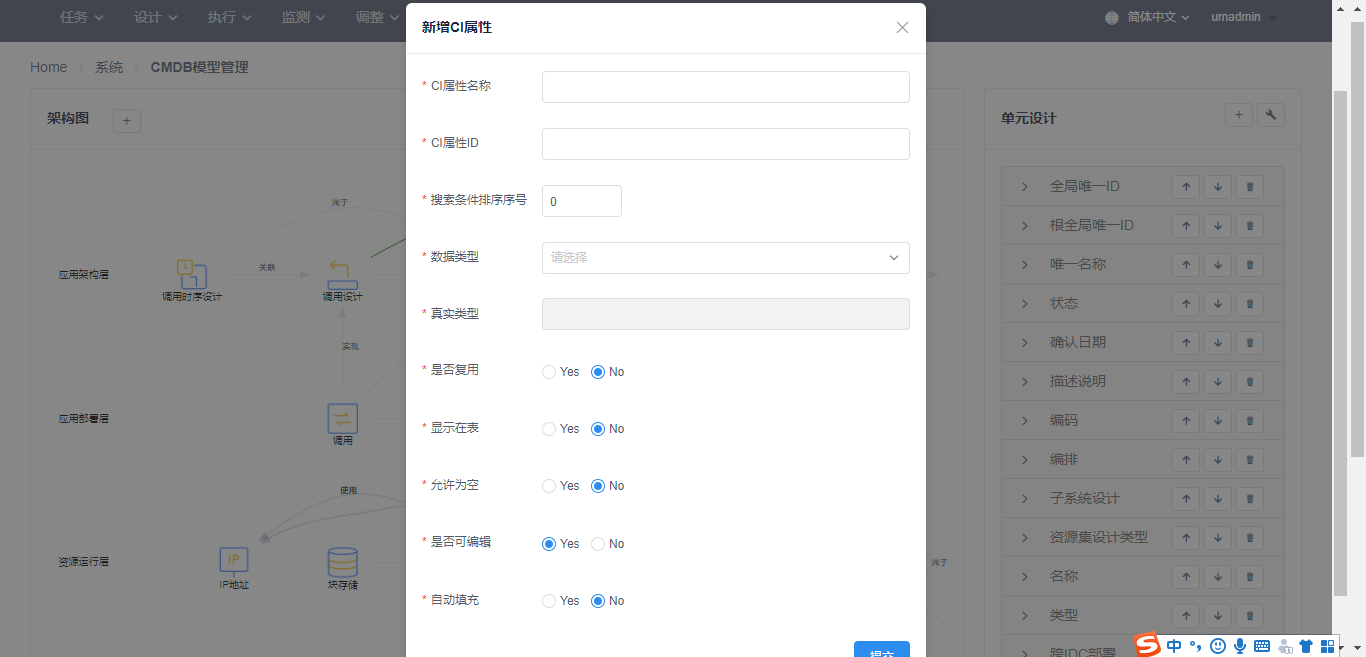 任务 设计 执行 监测 调整 简体中文 umadmin
Home / 系统 / CMDB模型管理
架构图
属于
应用架构层
关联
调用时序设计
调用设计
实现
应用部署层
调用
使用
资源运行层
IP
IP地址
块存储
属于
新增CI属性
* CI属性名称
* CI属性ID
* 搜索条件排序序号 0
* 数据类型 请选择
* 真实类型
* 是否复用 Yes No
* 显示在表 Yes No
* 允许为空 Yes No
* 是否可编辑 Yes No
* 自动填充 Yes No
提交
单元设计
全局唯一ID
根全局唯一ID
唯一名称
状态
确认日期
描述说明
编码
编排
子系统设计
资源集设计类型
名称
类型
跨IDC部署
中